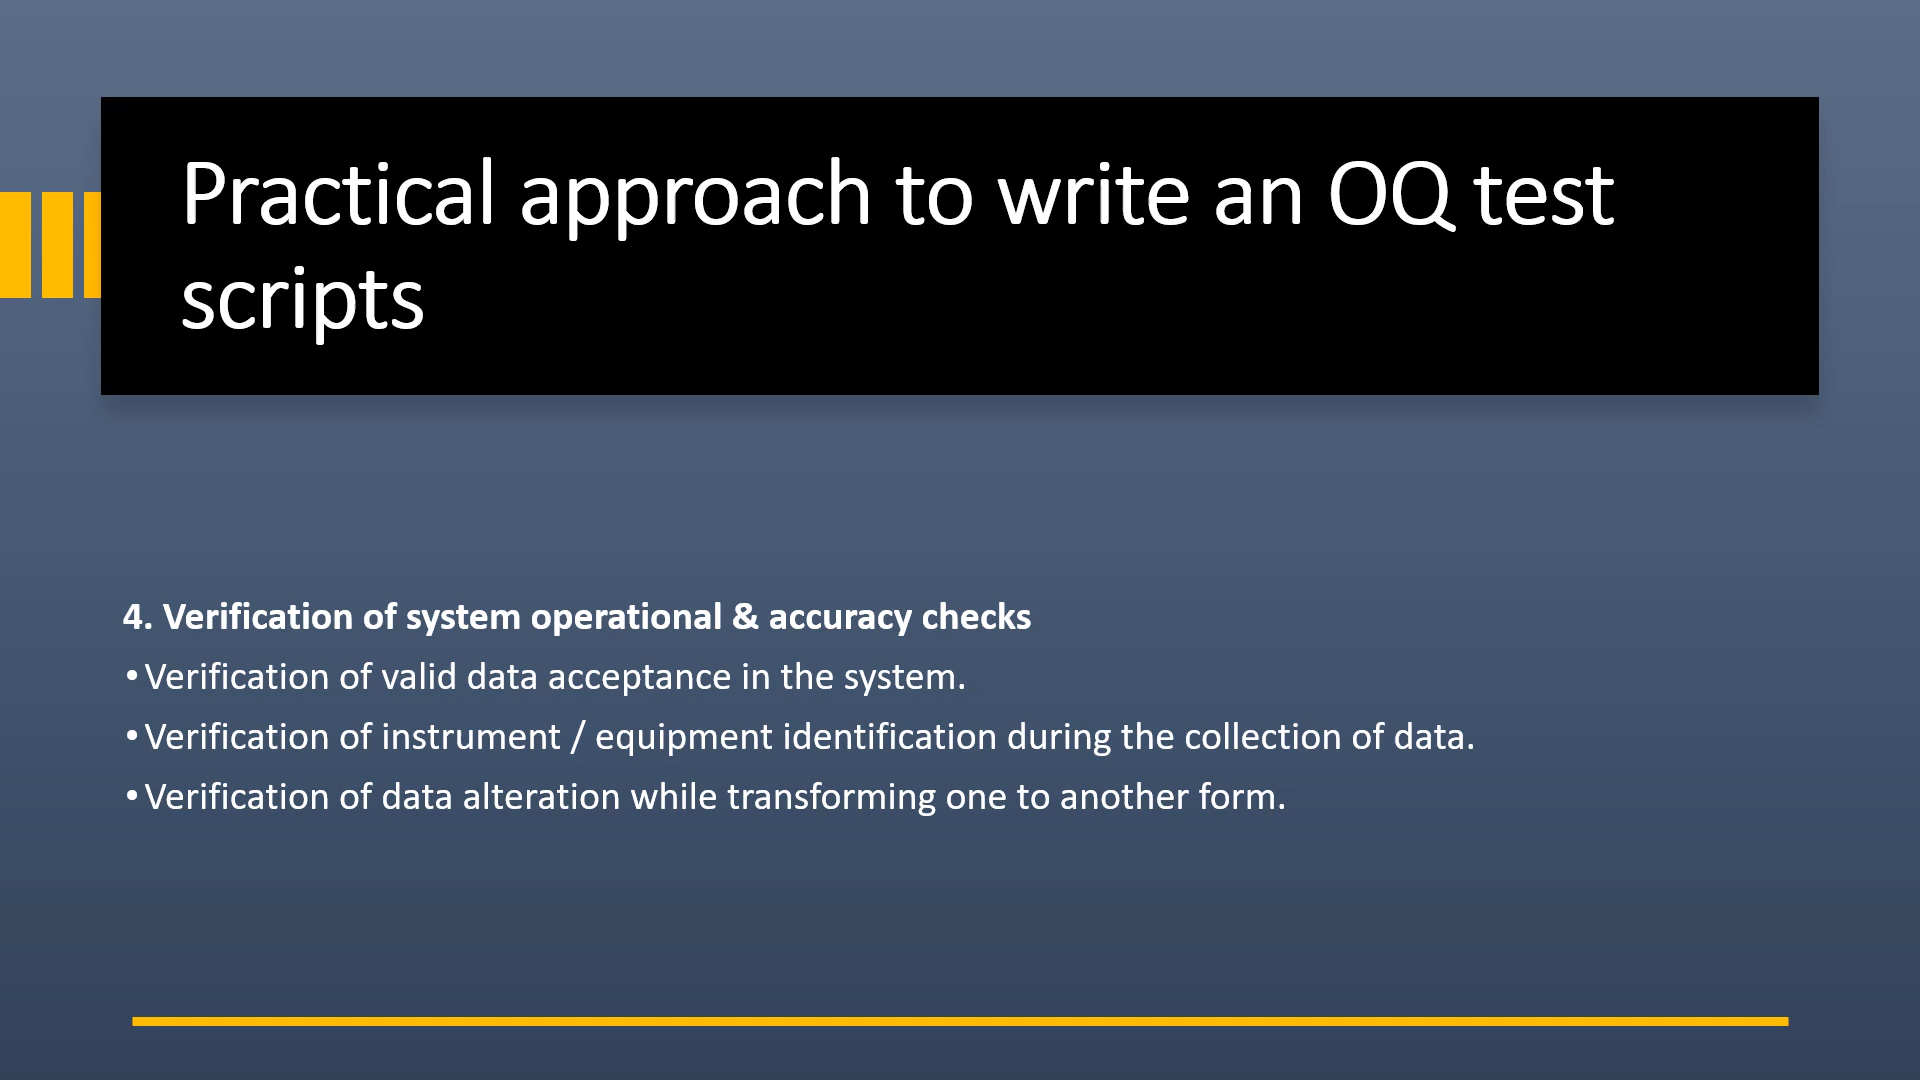 Practical approach to write an OQ test
scripts
4. Verification of system operational & accuracy checks
•Verification of valid data acceptance in the system.
•Verification of instrument / equipment identification during the collection of data.
•Verification of data alteration while transforming one to another form.